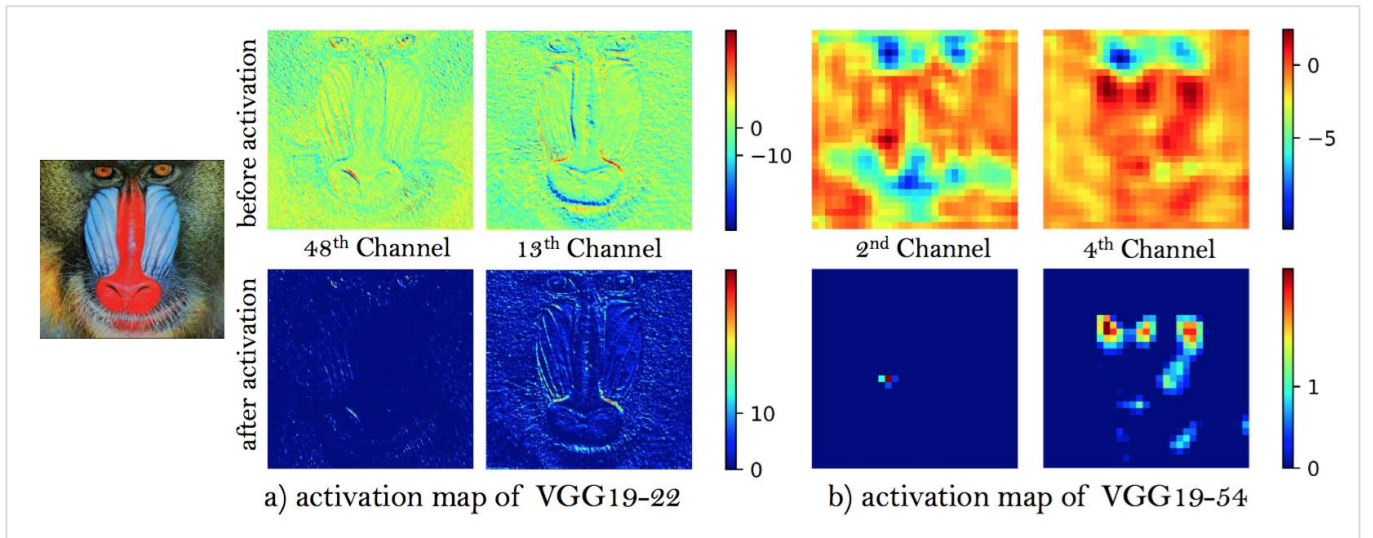 before activation
48th Channel
13th Channel
0
−10
2nd Channel
4th Channel
0
−5
after activation
10
0
1
0
a) activation map of VGG19-22
b) activation map of VGG19-54